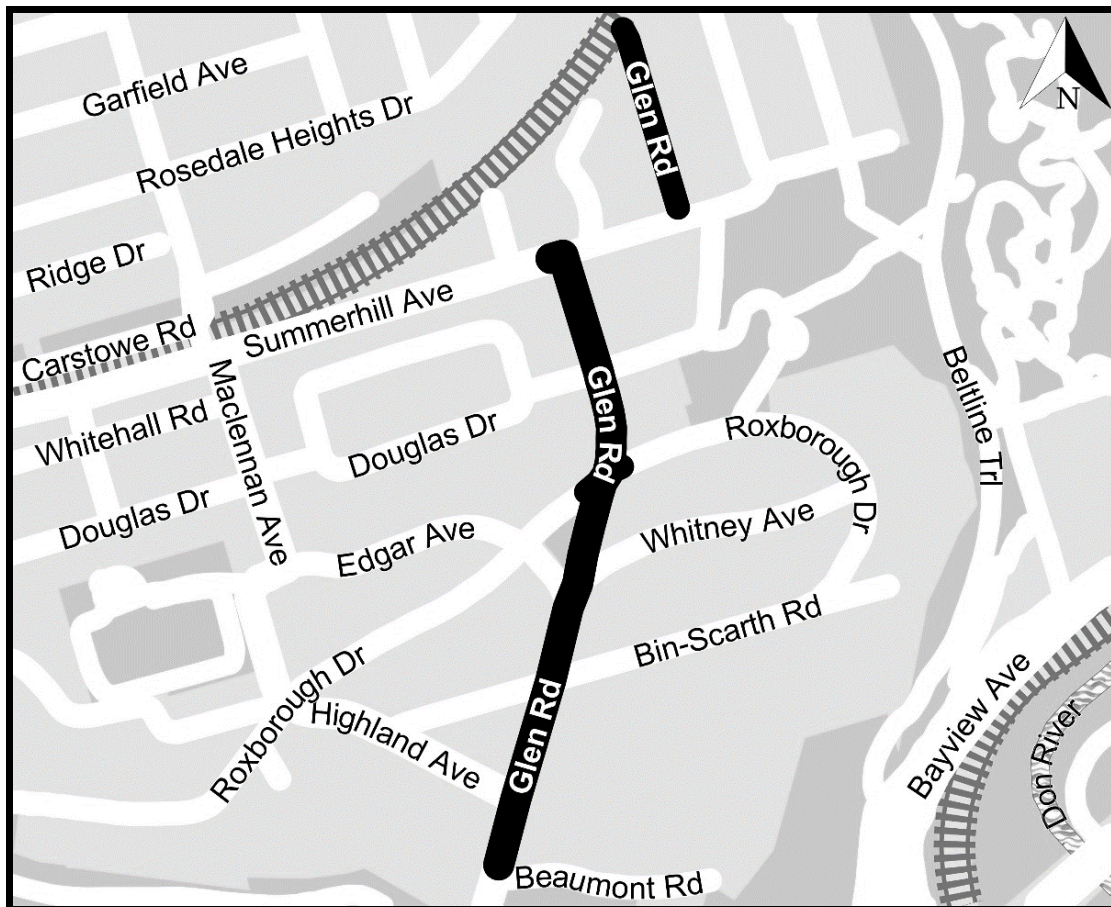 Garfield Ave
Glen Rd
N
Rosedale Heights Dr
Ridge Dr
Carstowe Rd
Summerhill Ave
Whitehall Rd
Maclennan Ave
Glen Rd
Beltline Trl
Douglas Dr
Roxborough Dr
Douglas Dr
Edgar Ave
Whitney Ave
Bin-Scarth Rd
Roxborough Dr
Highland Ave
Glen Rd
Bayview Ave
Don River
Beaumont Rd